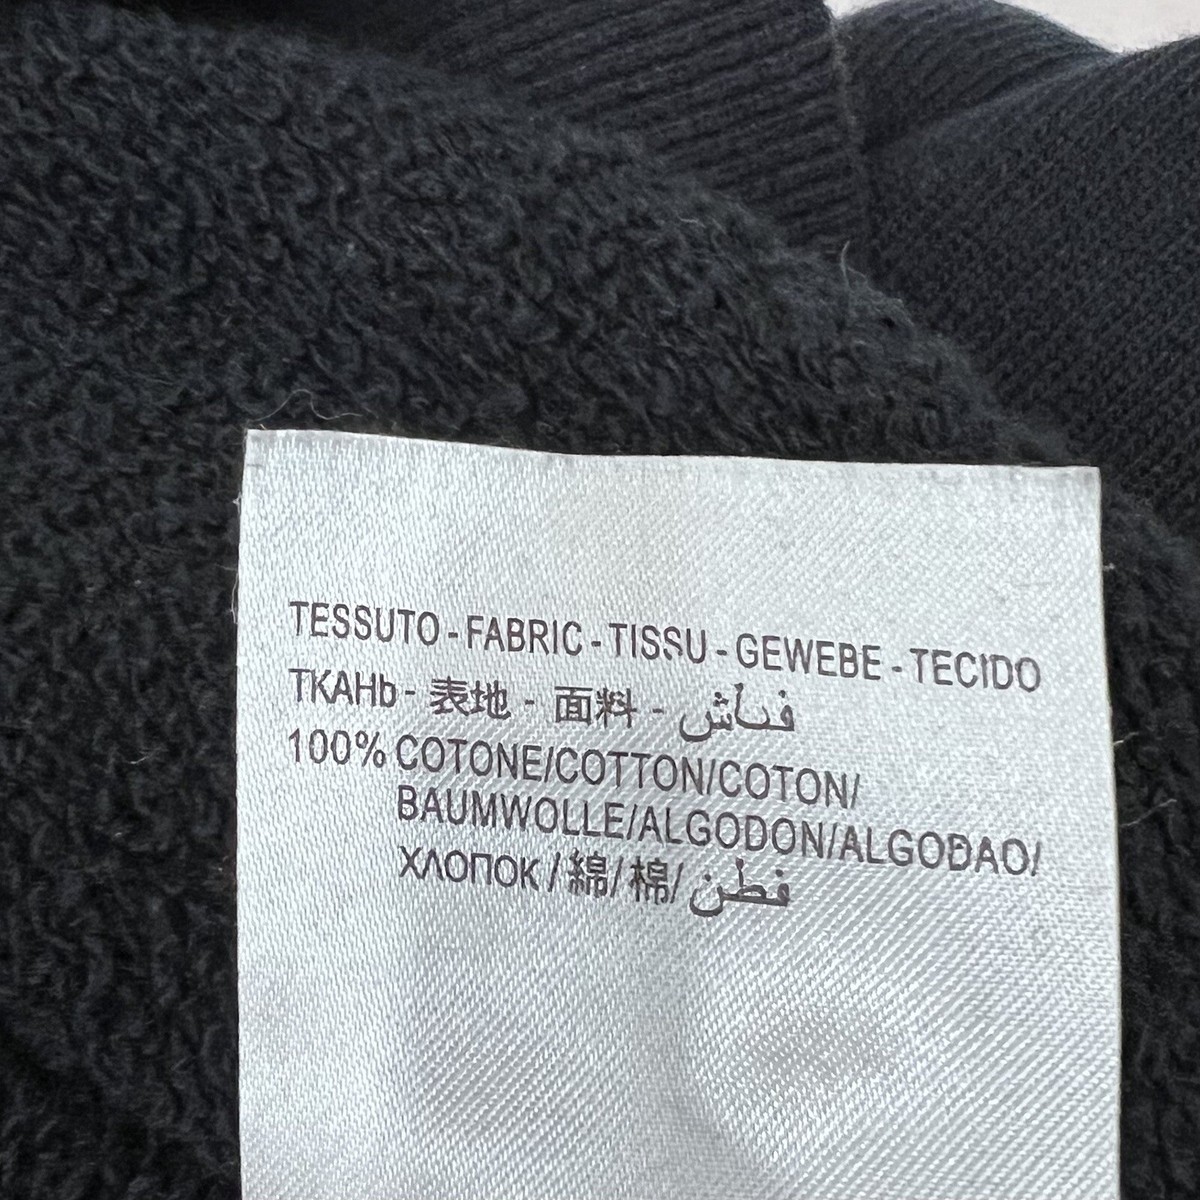 TESSUTO - FABRIC - TISSU - GEWEBE - TECIDO
TKAHb - 表地 - 面料 - قماش
100% COTONE/COTTON/COTON/
BAUMWOLLE/ALGODON/ALGODAO/
ХЛОПОК / 綿/ 棉/ قطن